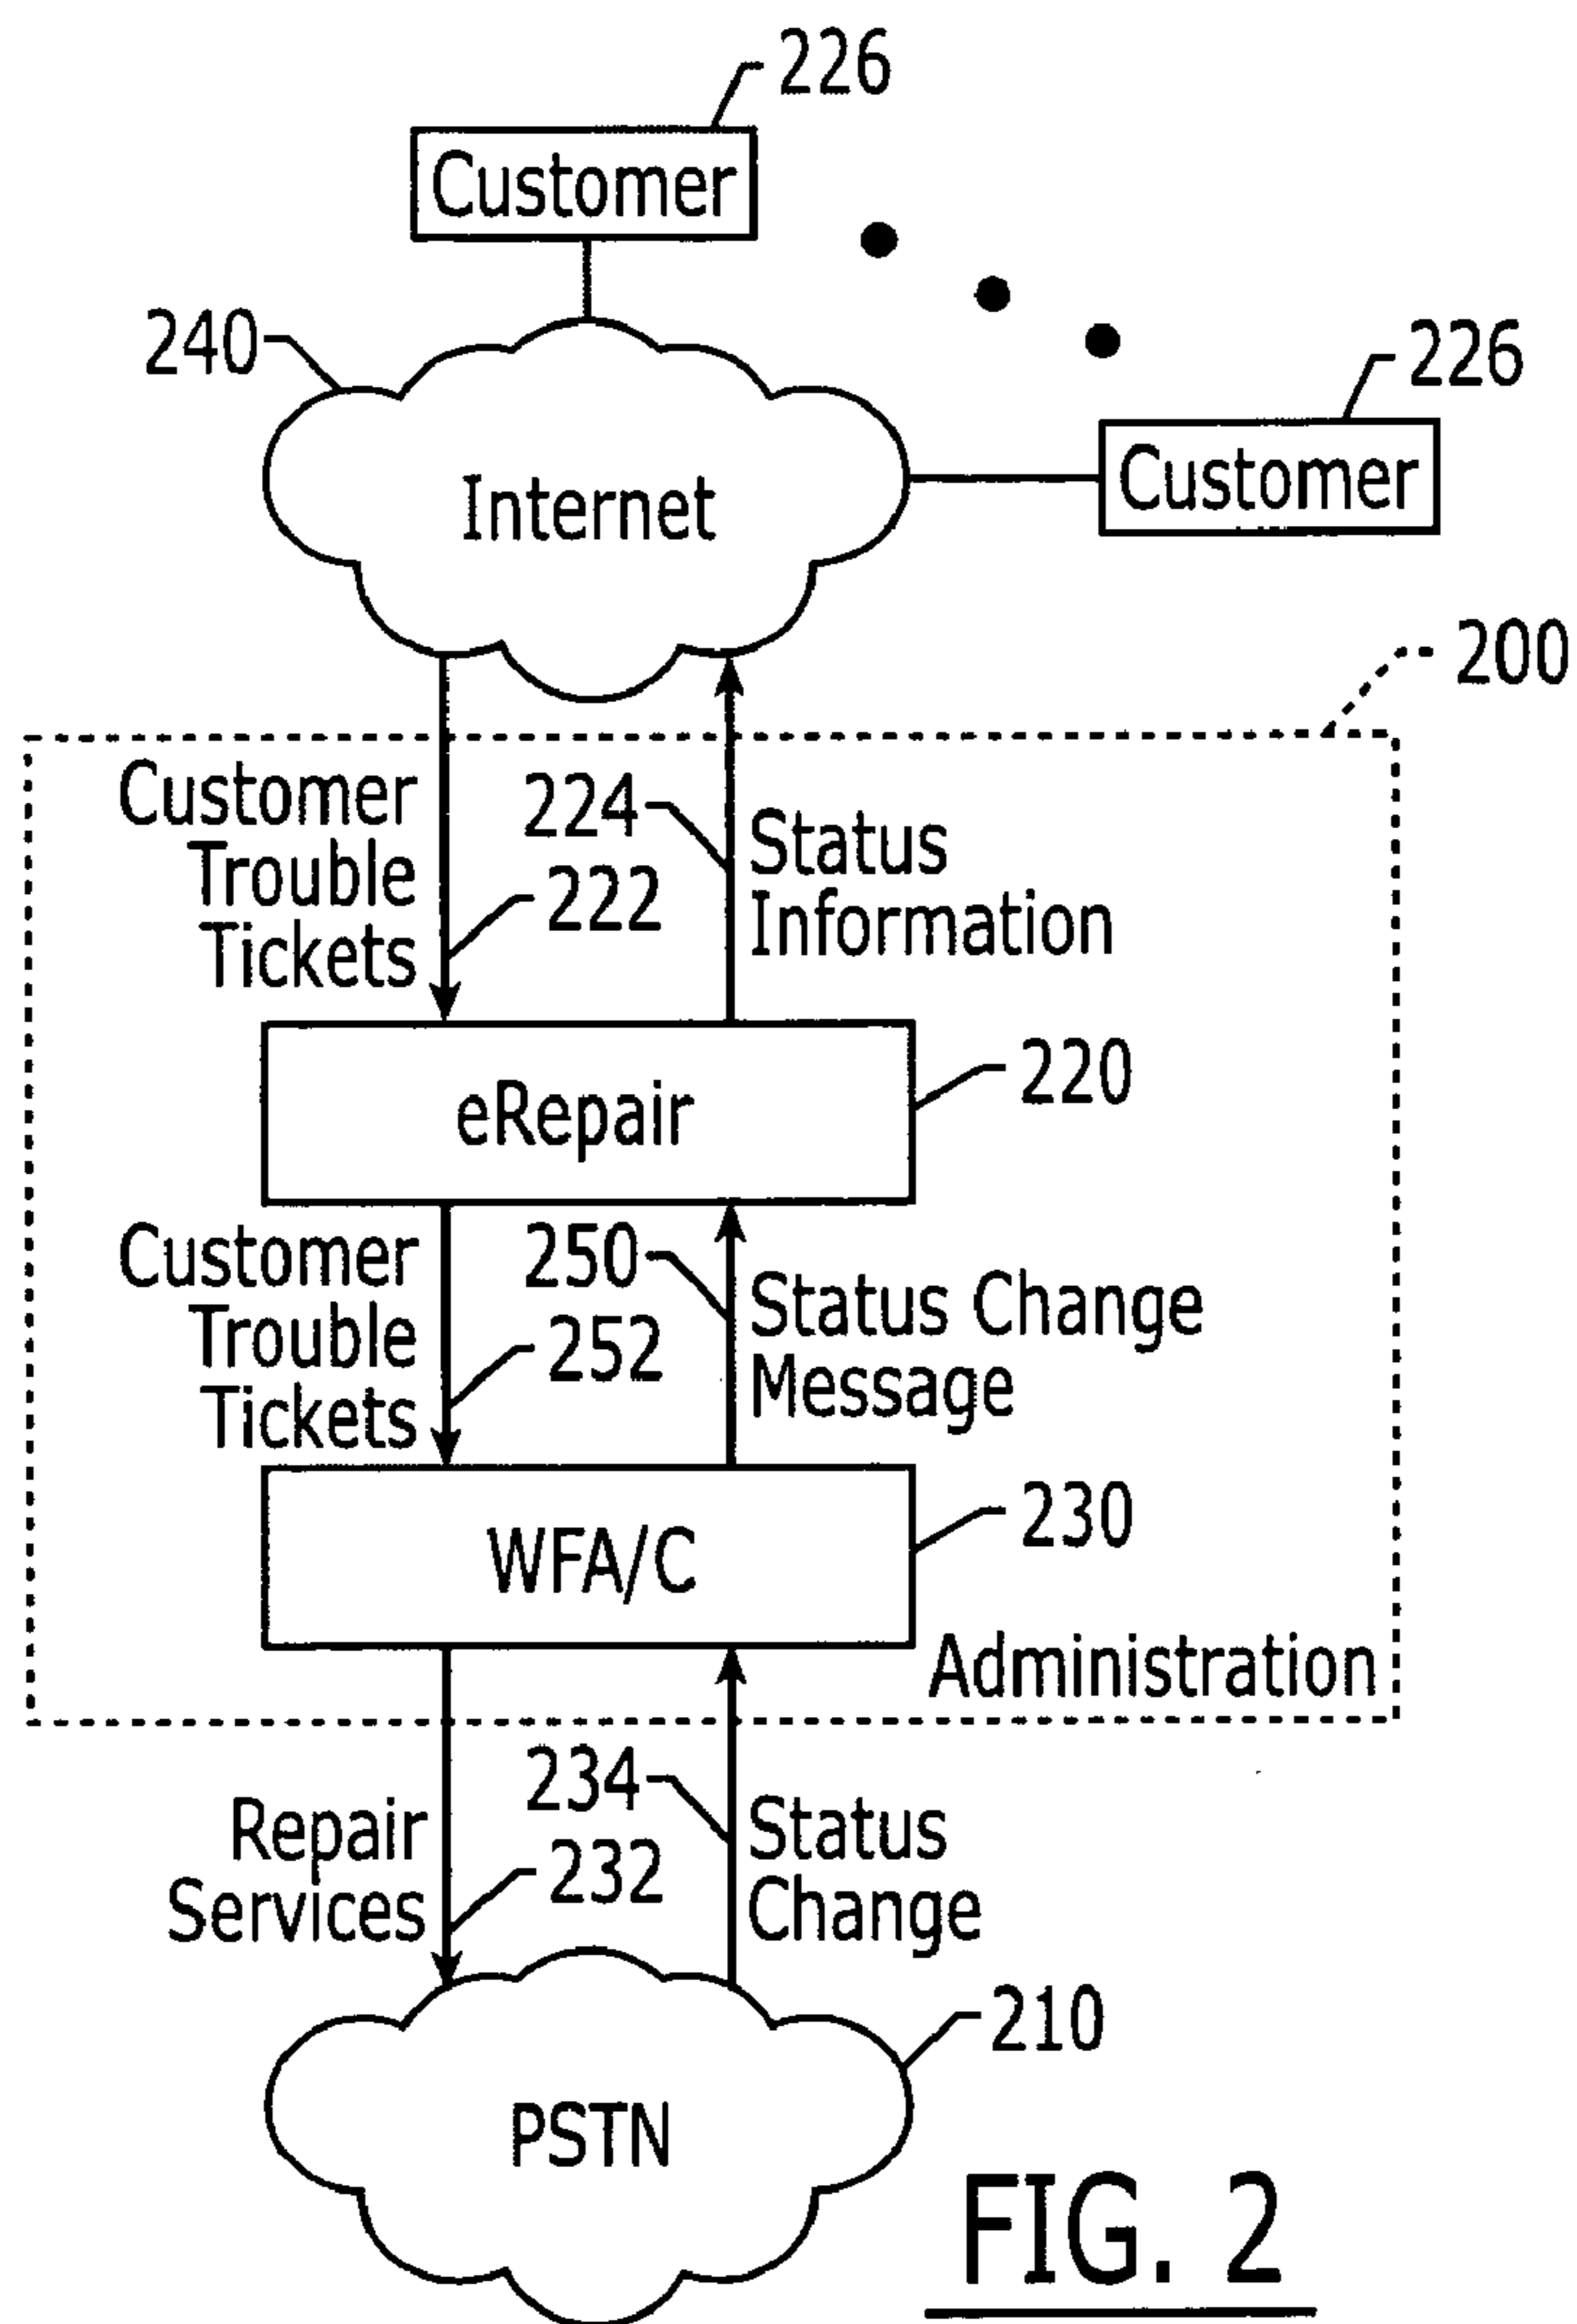 226
Customer
240
226
Internet
Customer
200
Customer
Trouble
Tickets
224
222
Status
Information
eRepair
220
Customer
Trouble
Tickets
250
252
Status Change
Message
WFA/C
230
Administration
Repair
Services
234
232
Status
Change
210
PSTN
FIG. 2